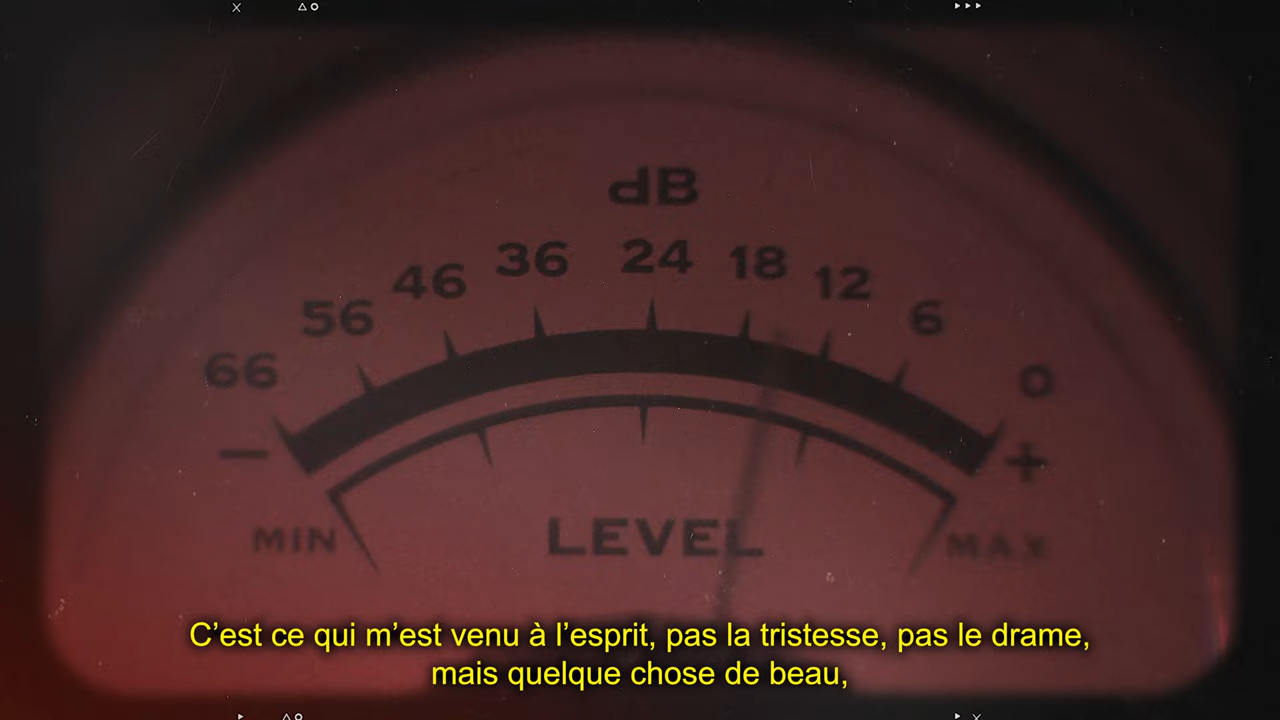 dB
66 56 46 36 24 18 12 6 0
− +
MIN LEVEL MAX
C’est ce qui m’est venu à l’esprit, pas la tristesse, pas le drame,
mais quelque chose de beau,